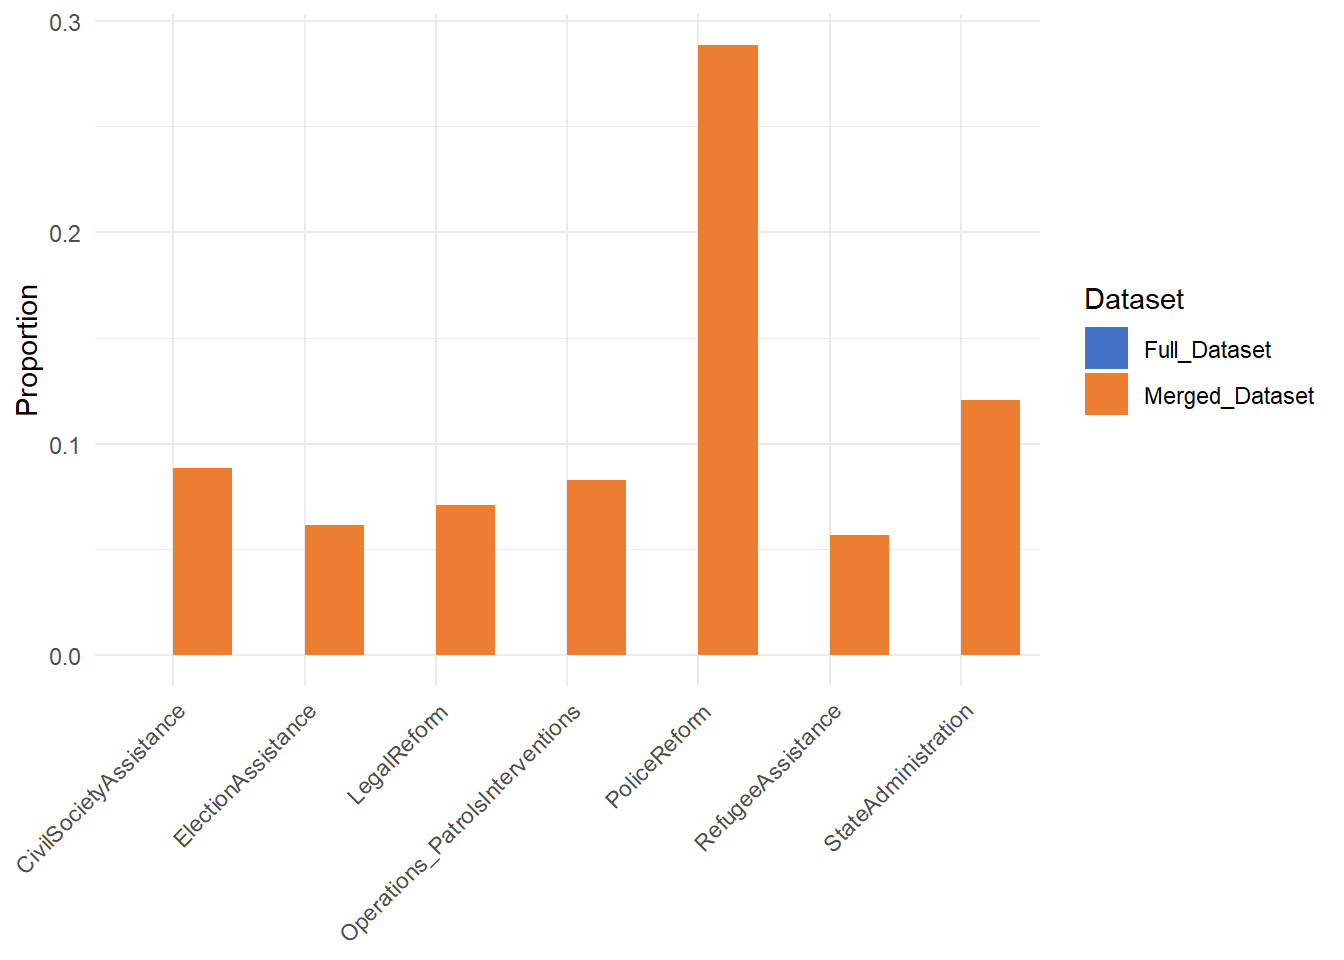 0.3
0.2
0.1
0.0
Proportion
CivilSocietyAssistance
ElectionAssistance
LegalReform
Operations_PatrolsInterventions
PoliceReform
RefugeeAssistance
StateAdministration
Dataset
Full_Dataset
Merged_Dataset